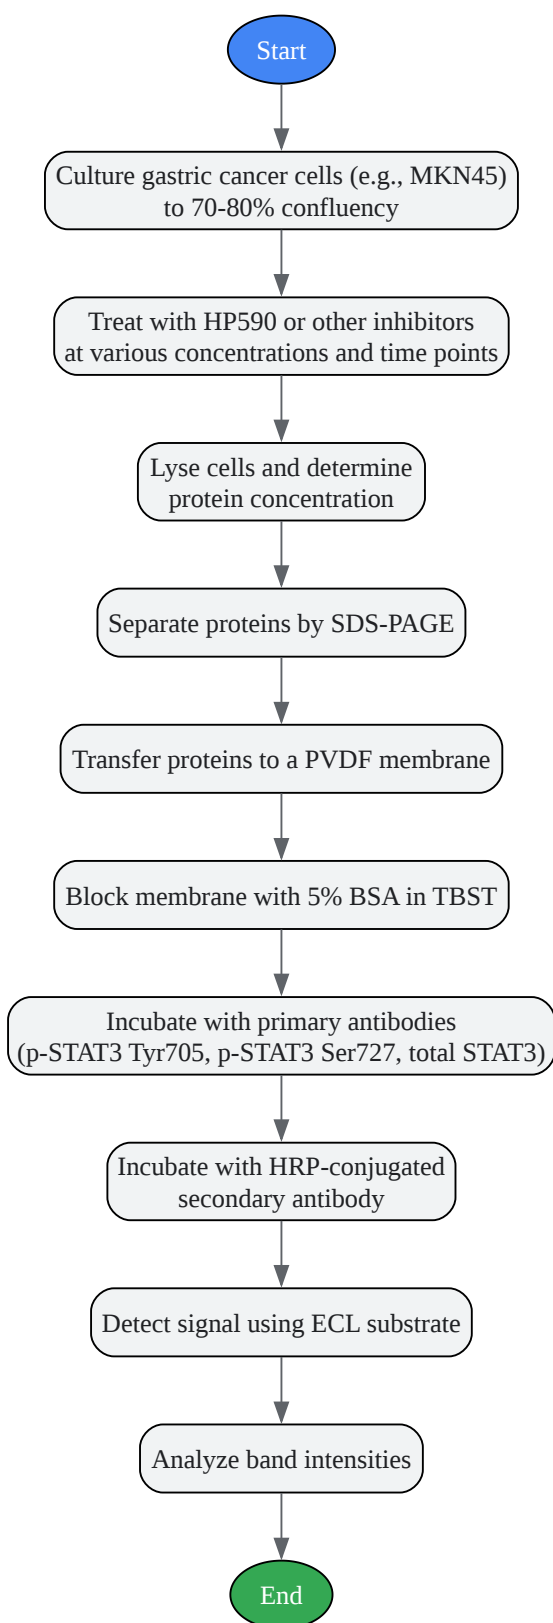 Start
Culture gastric cancer cells (e.g., MKN45)
to 70-80% confluency
Treat with HP590 or other inhibitors
at various concentrations and time points
Lyse cells and determine
protein concentration
Separate proteins by SDS-PAGE
Transfer proteins to a PVDF membrane
Block membrane with 5% BSA in TBST
Incubate with primary antibodies
(p-STAT3 Tyr705, p-STAT3 Ser727, total STAT3)
Incubate with HRP-conjugated
secondary antibody
Detect signal using ECL substrate
Analyze band intensities
End